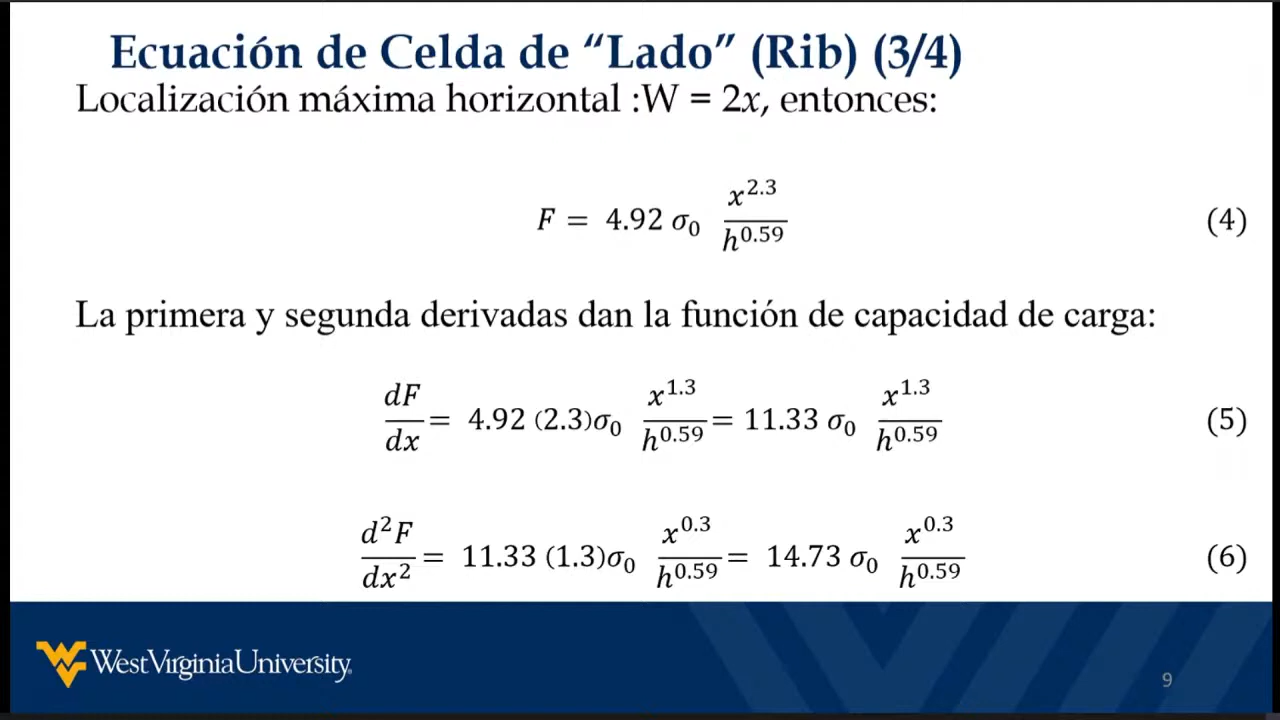 Ecuación de Celda de “Lado” (Rib) (3/4)
Localización máxima horizontal :W = 2x, entonces:
F = 4.92 σ₀ x^2.3 / h^0.59 (4)
La primera y segunda derivadas dan la función de capacidad de carga:
dF/dx = 4.92 (2.3)σ₀ x^1.3 / h^0.59 = 11.33 σ₀ x^1.3 / h^0.59 (5)
d²F/dx² = 11.33 (1.3)σ₀ x^0.3 / h^0.59 = 14.73 σ₀ x^0.3 / h^0.59 (6)
WestVirginiaUniversity.
9